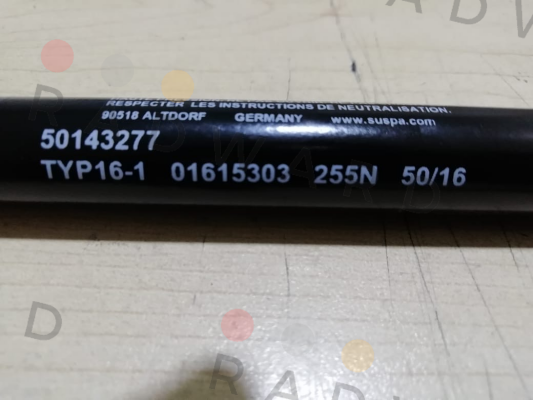 RESPECTER LES INSTRUCTIONS DE NEUTRALISATION.
90518 ALTDORF GERMANY www.suspa.com
50143277
TYP16-1 01615303 255N 50/16